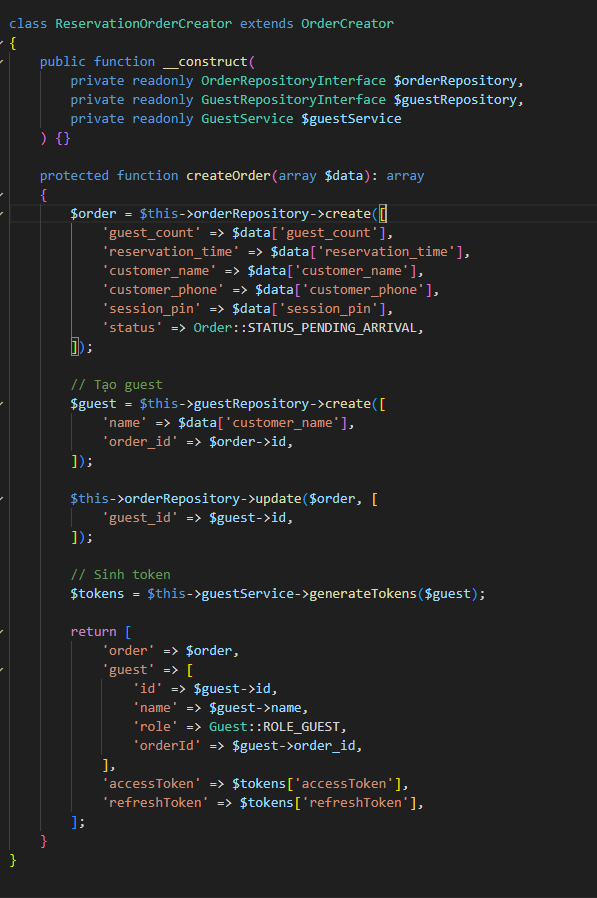 class ReservationOrderCreator extends OrderCreator
{
    public function __construct(
        private readonly OrderRepositoryInterface $orderRepository,
        private readonly GuestRepositoryInterface $guestRepository,
        private readonly GuestService $guestService
    ) {}
    protected function createOrder(array $data): array
    {
        $order = $this->orderRepository->create([
            'guest_count' => $data['guest_count'],
            'reservation_time' => $data['reservation_time'],
            'customer_name' => $data['customer_name'],
            'customer_phone' => $data['customer_phone'],
            'session_pin' => $data['session_pin'],
            'status' => Order::STATUS_PENDING_ARRIVAL,
        ]);
        // Tạo guest
        $guest = $this->guestRepository->create([
            'name' => $data['customer_name'],
            'order_id' => $order->id,
        ]);
        $this->orderRepository->update($order, [
            'guest_id' => $guest->id,
        ]);
        // Sinh token
        $tokens = $this->guestService->generateTokens($guest);
        return [
            'order' => $order,
            'guest' => [
                'id' => $guest->id,
                'name' => $guest->name,
                'role' => Guest::ROLE_GUEST,
                'orderId' => $guest->order_id,
            ],
            'accessToken' => $tokens['accessToken'],
            'refreshToken' => $tokens['refreshToken'],
        ];
    }
}